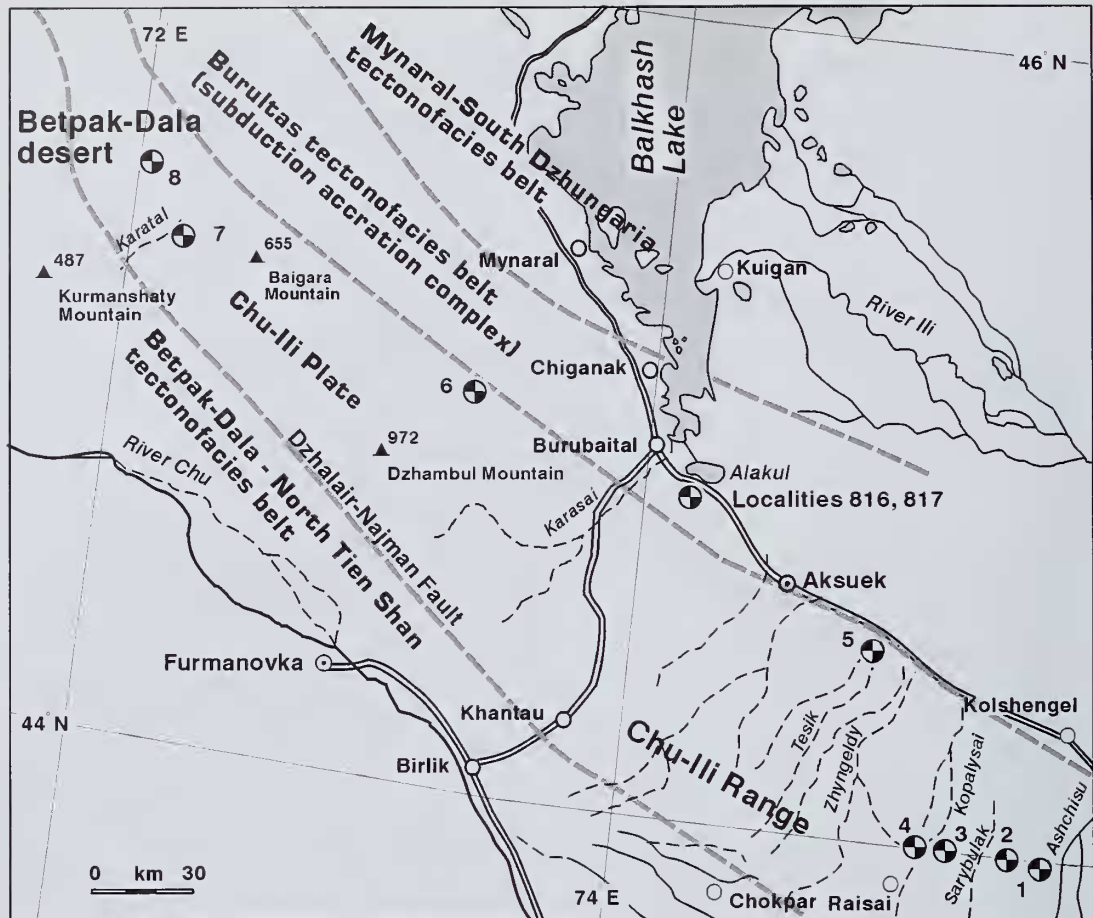 72 E
46° N
Betpak-Dala
desert
Mynaral-South Dzhungaria
tectonofacies belt
Burultas tectonofacies belt
(subduction accration complex)
Balkhash
Lake
8
Karatal
7
487
Kurmanshaty
Mountain
655
Baigara
Mountain
Mynaral
Kuigan
River Ili
Chu-Ili Plate
Betpak-Dala - North Tien Shan
tectonofacies belt
Dzhalair-Najman Fault
6
Chiganak
972
Dzhambul Mountain
Burubaital
Alakul
Localities 816, 817
River Chu
Karasai
Aksuek
Furmanovka
5
44° N
Khantau
Birlik
Tesik
Zhyngeldy
Kolshengel
Kopalysai
Chu-Ili Range
Sarybulak
Ashchisu
4
3
2
1
0 km 30
74 E
Chokpar
Raisai